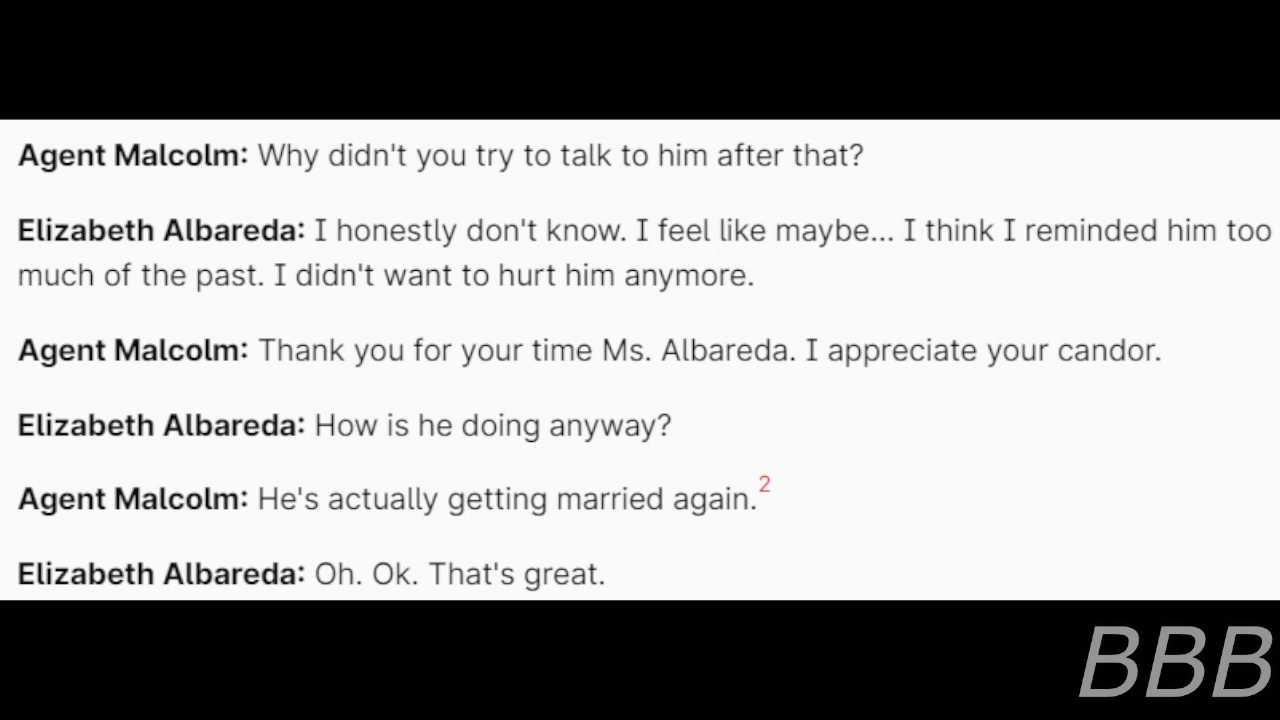 Agent Malcolm: Why didn't you try to talk to him after that?
Elizabeth Albareda: I honestly don't know. I feel like maybe... I think I reminded him too
much of the past. I didn't want to hurt him anymore.
Agent Malcolm: Thank you for your time Ms. Albareda. I appreciate your candor.
Elizabeth Albareda: How is he doing anyway?
Agent Malcolm: He's actually getting married again.2
Elizabeth Albareda: Oh. Ok. That's great.
BBB